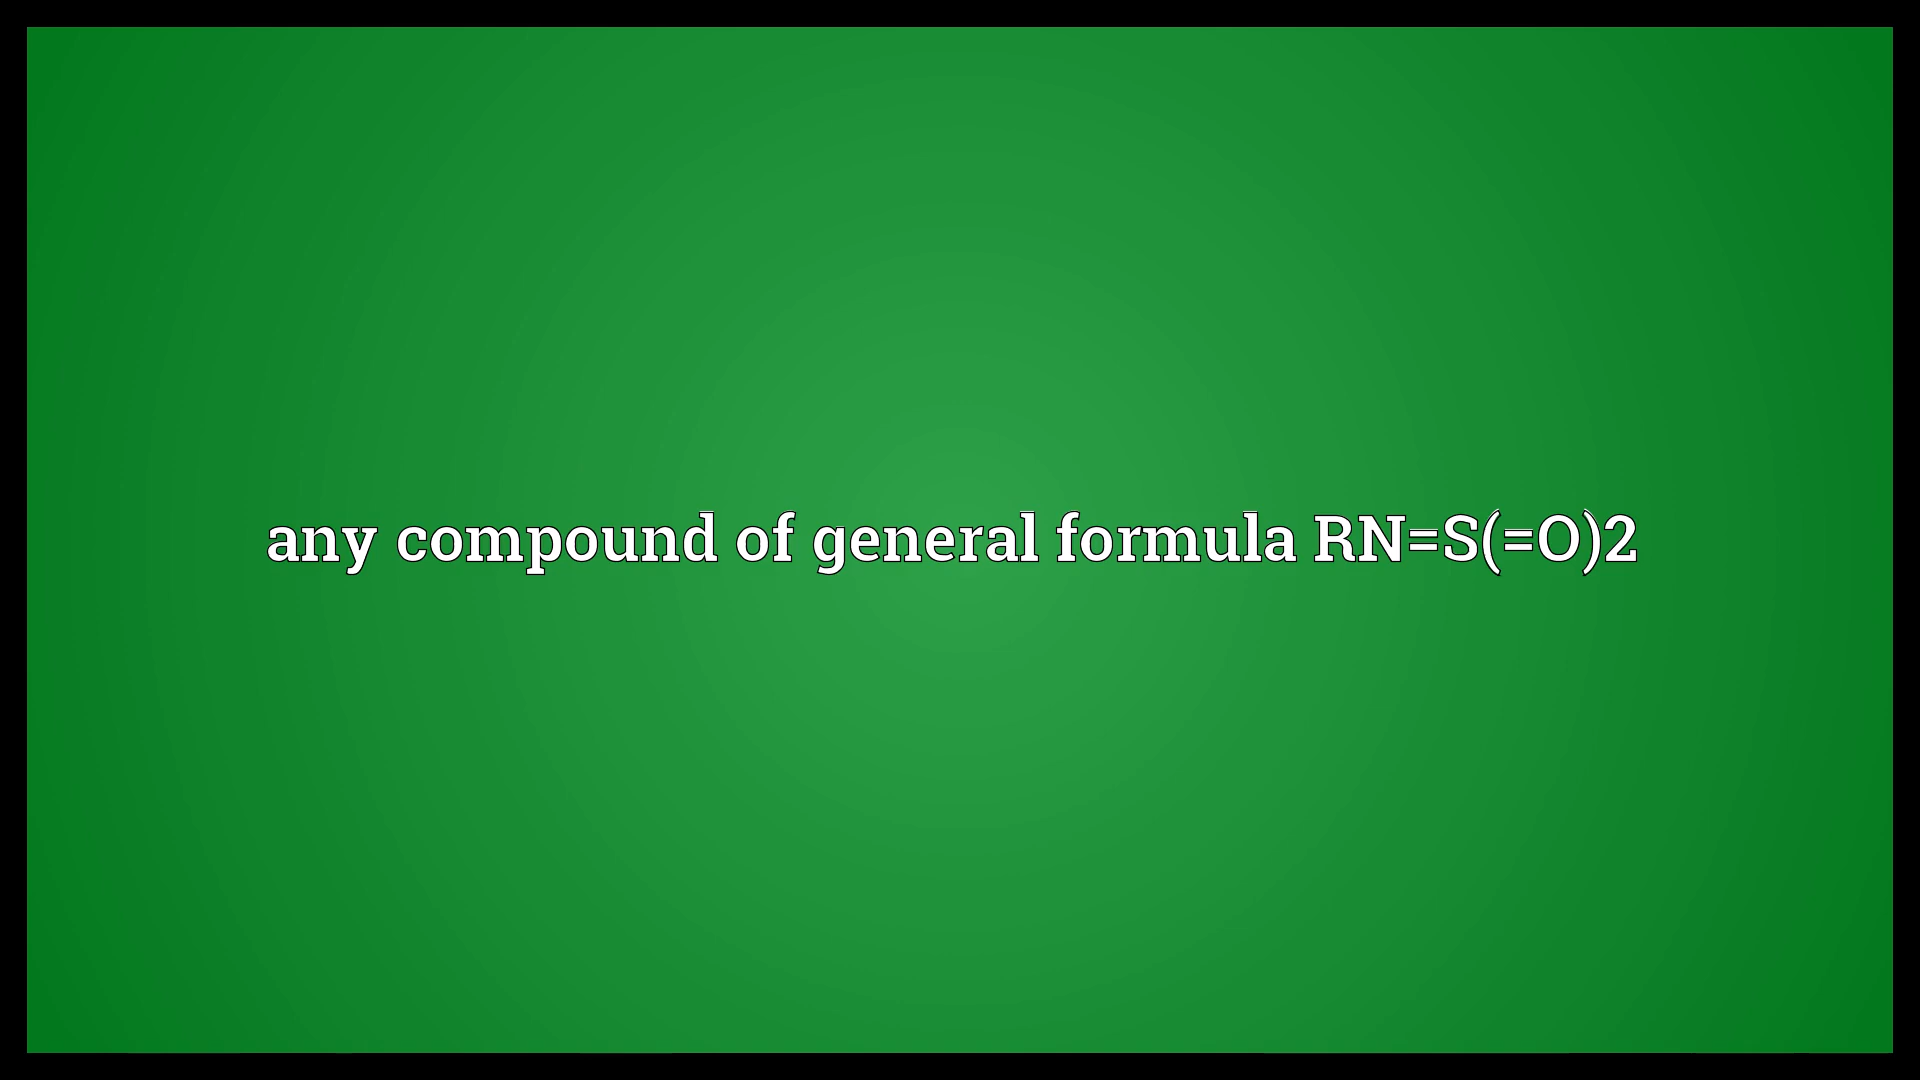 any compound of general formula RN=S(=O)2